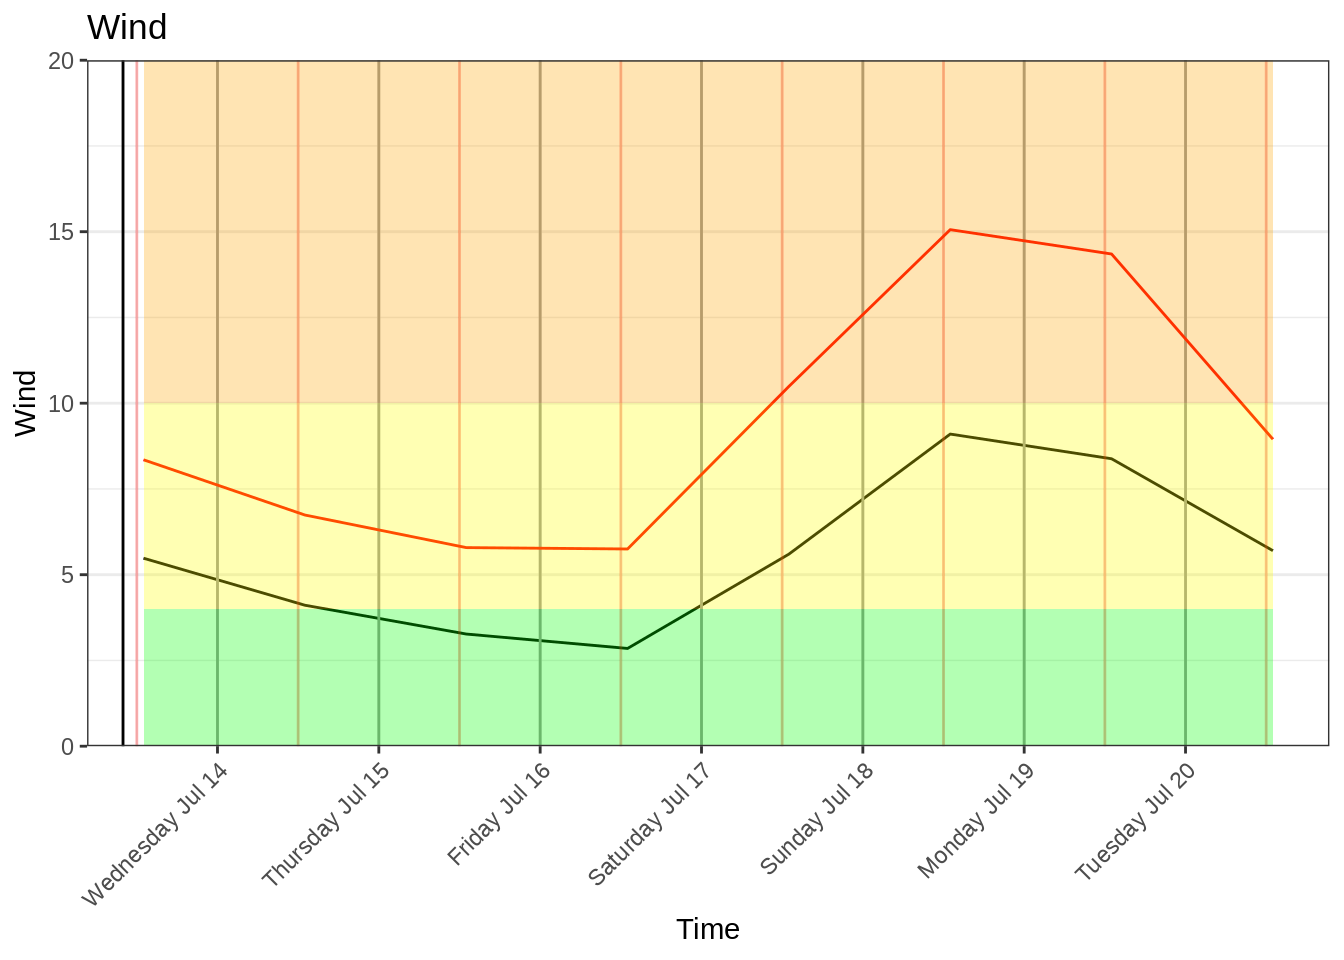 Wind
20
15
10
5
0
Wind
Wednesday Jul 14
Thursday Jul 15
Friday Jul 16
Saturday Jul 17
Sunday Jul 18
Monday Jul 19
Tuesday Jul 20
Time